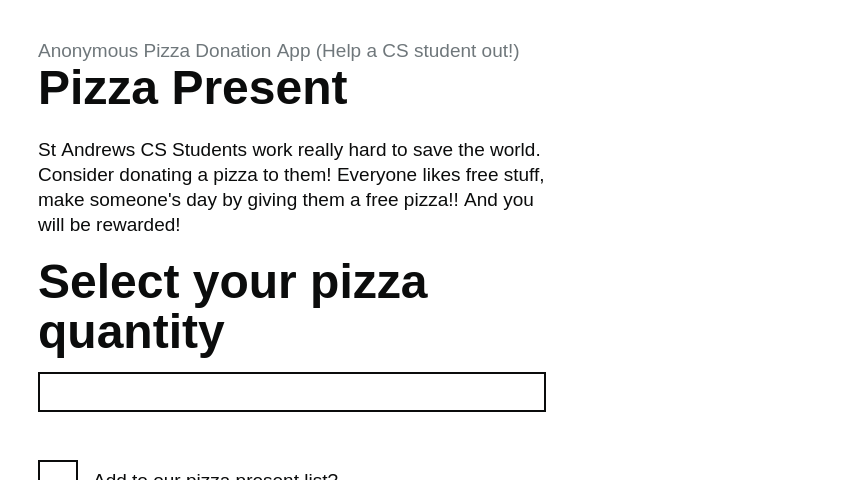 Anonymous Pizza Donation App (Help a CS student out!)
Pizza Present
St Andrews CS Students work really hard to save the world.
Consider donating a pizza to them! Everyone likes free stuff,
make someone's day by giving them a free pizza!! And you
will be rewarded!
Select your pizza
quantity
Add to our pizza present list?